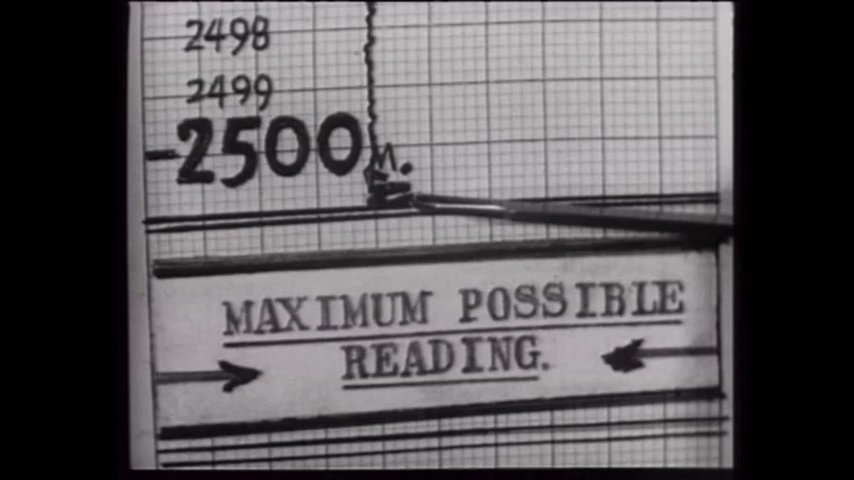 2498
2499
-2500 M.
MAXIMUM POSSIBLE
READING.